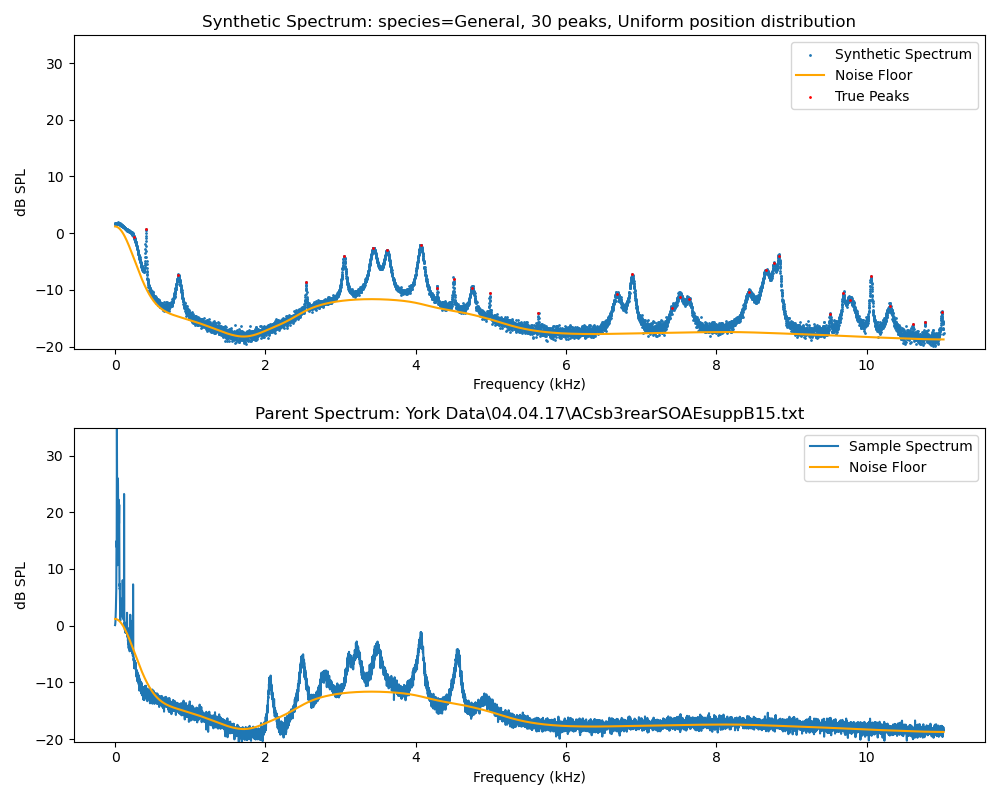 Synthetic Spectrum: species=General, 30 peaks, Uniform position distribution
30
20
10
0
−10
−20
dB SPL
Synthetic Spectrum
Noise Floor
True Peaks
0 2 4 6 8 10
Frequency (kHz)
Parent Spectrum: York Data\04.04.17\ACsb3rearSOAEsuppB15.txt
30
20
10
0
−10
−20
dB SPL
Sample Spectrum
Noise Floor
0 2 4 6 8 10
Frequency (kHz)